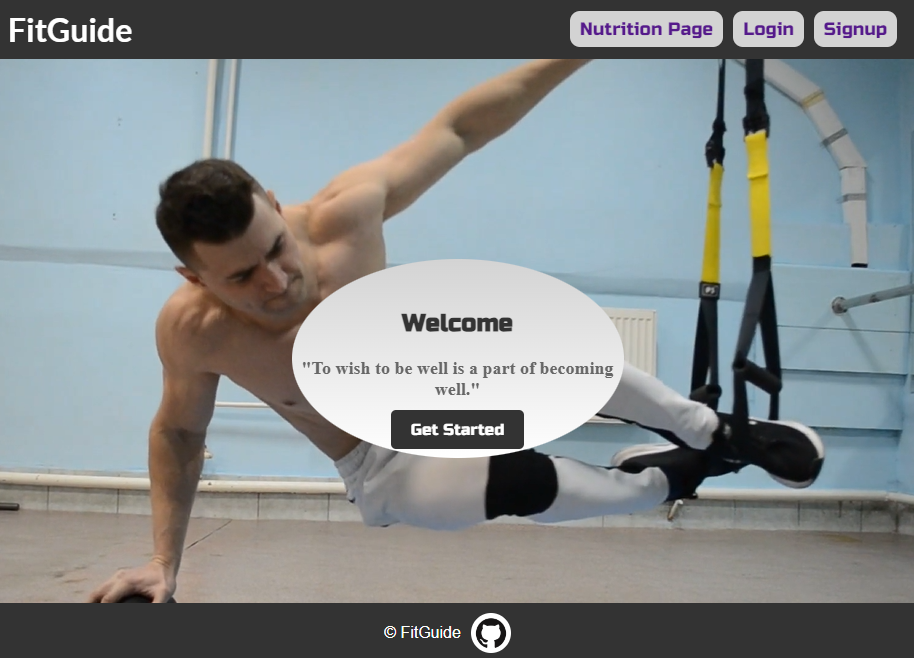 FitGuide
Nutrition Page
Login
Signup
Welcome
"To wish to be well is a part of becoming
well."
Get Started
© FitGuide